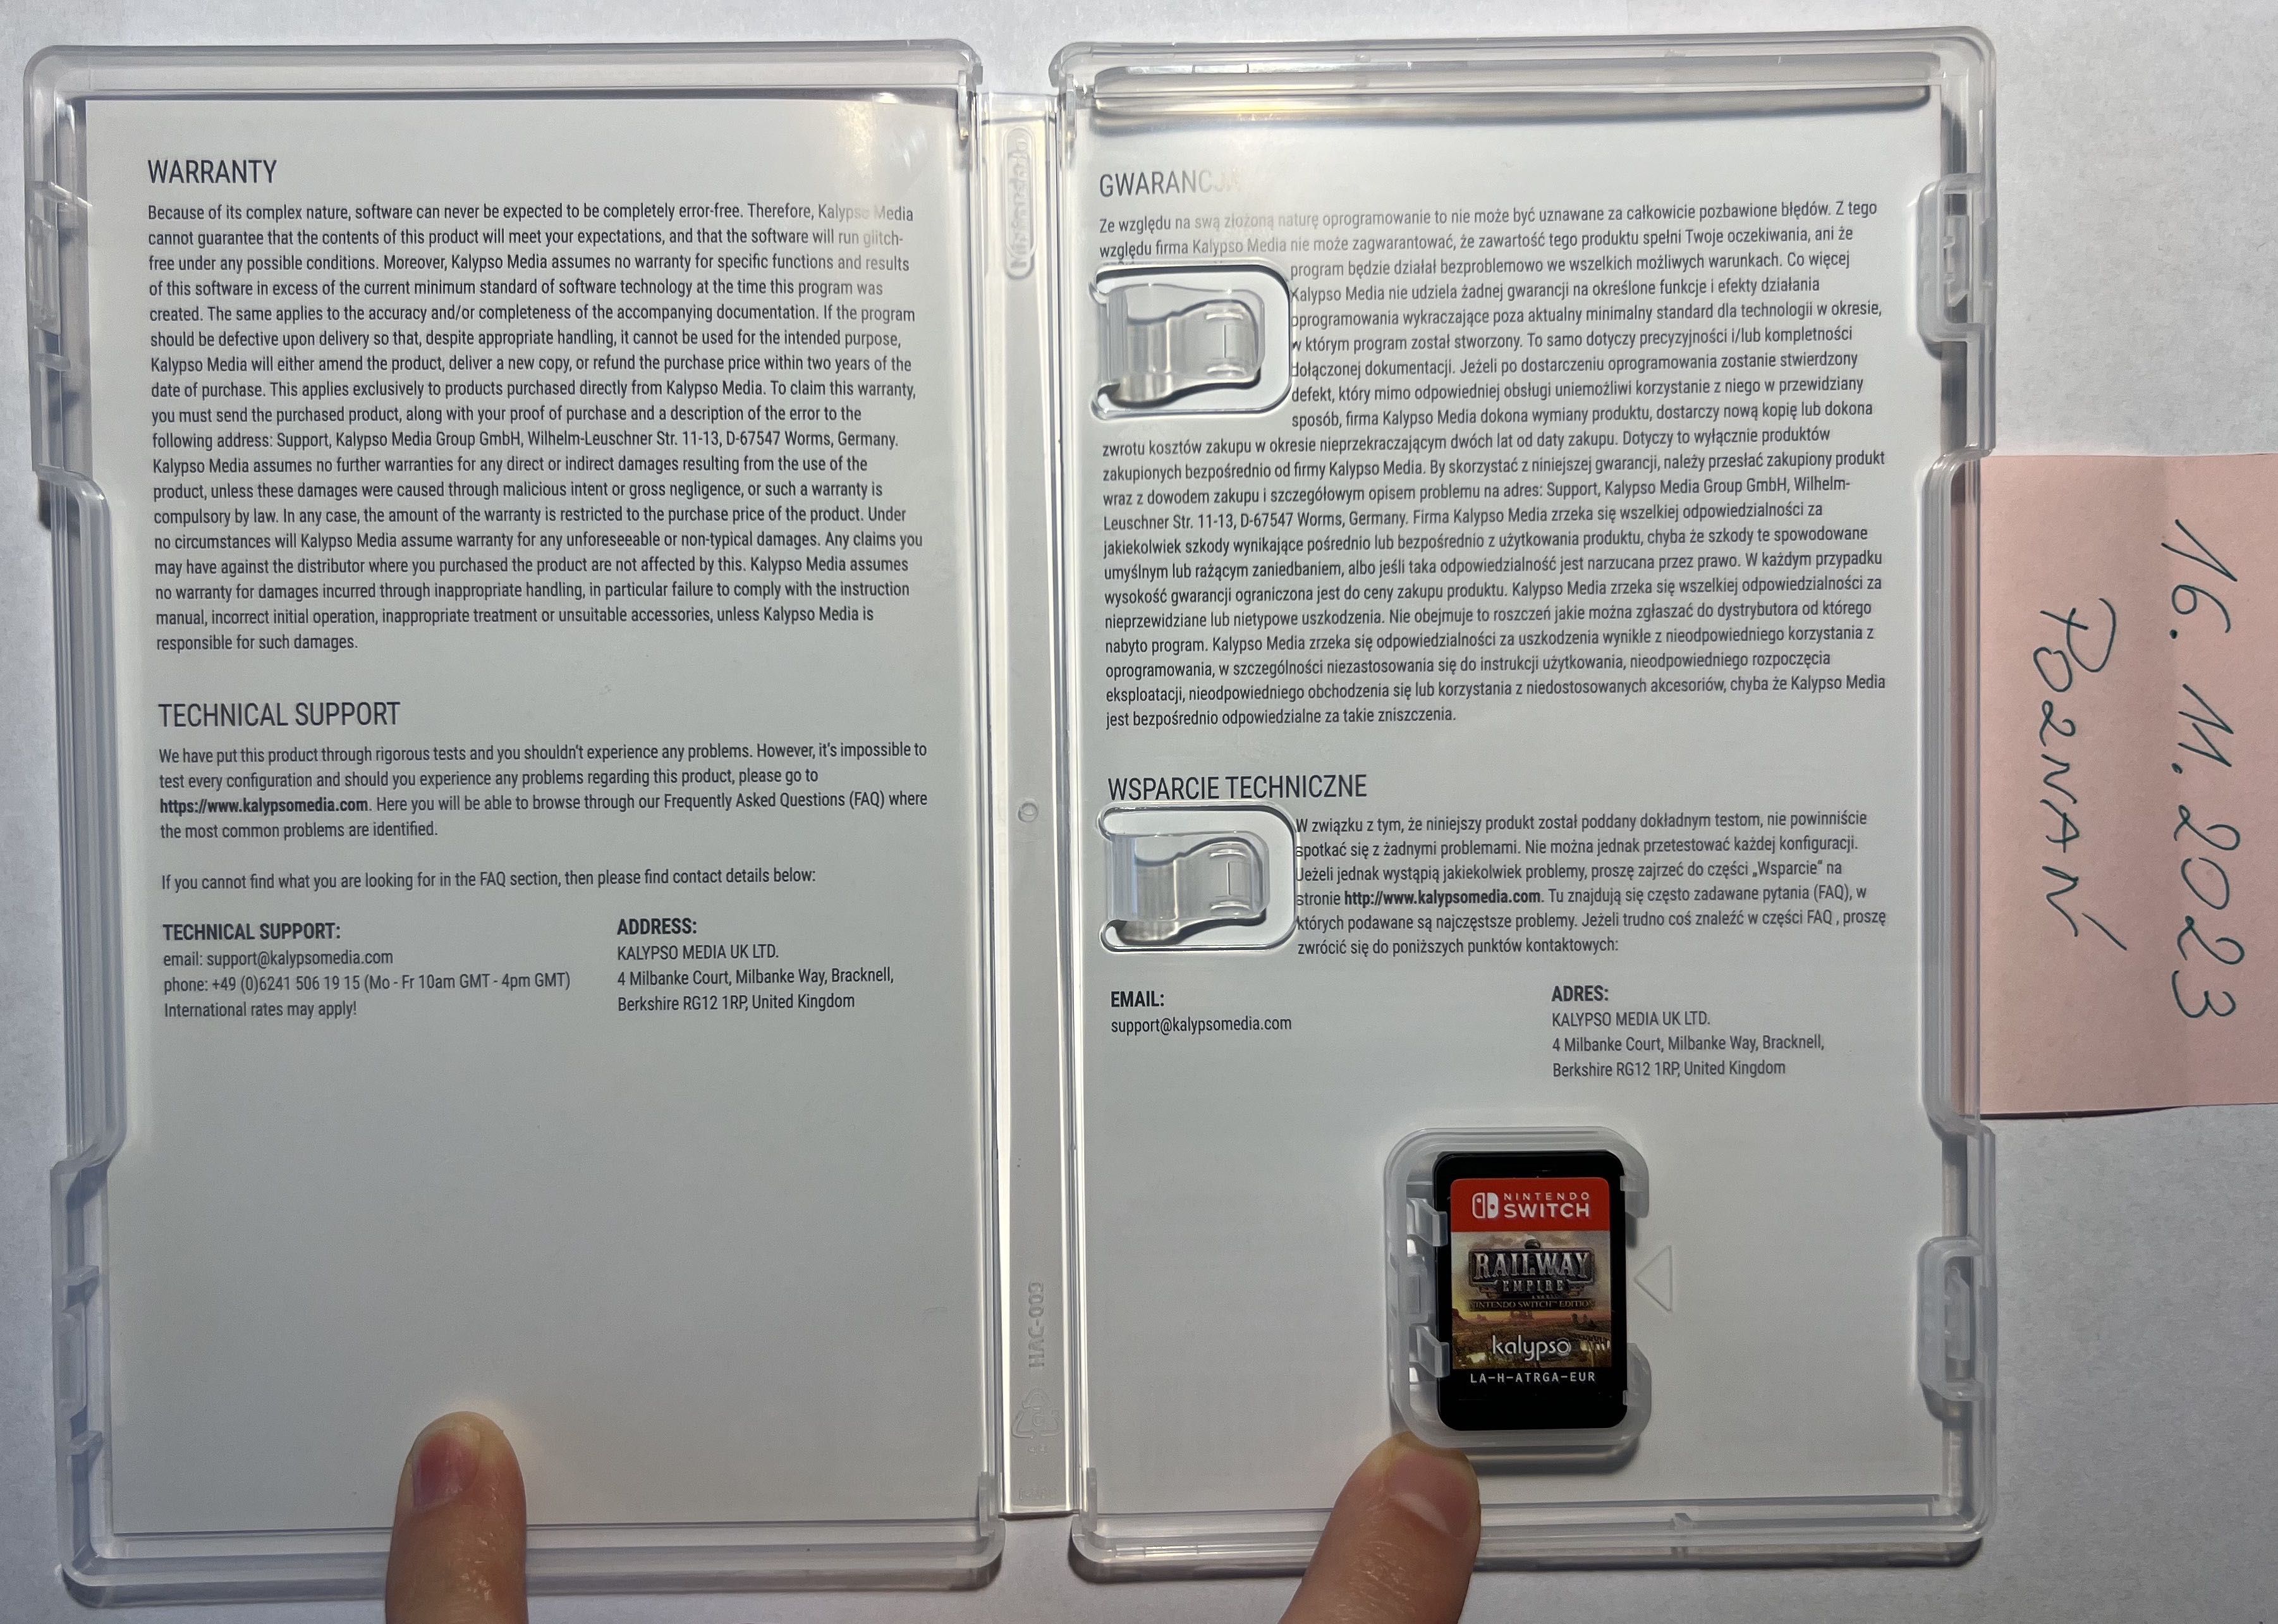 WARRANTY
Because of its complex nature, software can never be expected to be completely error-free. Therefore, Kalypso Media
cannot guarantee that the contents of this product will meet your expectations, and that the software will run glitch-
free under any possible conditions. Moreover, Kalypso Media assumes no warranty for specific functions and results
of this software in excess of the current minimum standard of software technology at the time this program was
created. The same applies to the accuracy and/or completeness of the accompanying documentation. If the program
should be defective upon delivery so that, despite appropriate handling, it cannot be used for the intended purpose,
Kalypso Media will either amend the product, deliver a new copy, or refund the purchase price within two years of the
date of purchase. This applies exclusively to products purchased directly from Kalypso Media. To claim this warranty,
you must send the purchased product, along with your proof of purchase and a description of the error to the
following address: Support, Kalypso Media Group GmbH, Wilhelm-Leuschner Str. 11-13, D-67547 Worms, Germany.
Kalypso Media assumes no further warranties for any direct or indirect damages resulting from the use of the
product, unless these damages were caused through malicious intent or gross negligence, or such a warranty is
compulsory by law. In any case, the amount of the warranty is restricted to the purchase price of the product. Under
no circumstances will Kalypso Media assume warranty for any unforeseeable or non-typical damages. Any claims you
may have against the distributor where you purchased the product are not affected by this. Kalypso Media assumes
no warranty for damages incurred through inappropriate handling, in particular failure to comply with the instruction
manual, incorrect initial operation, inappropriate treatment or unsuitable accessories, unless Kalypso Media is
responsible for such damages.
TECHNICAL SUPPORT
We have put this product through rigorous tests and you shouldn't experience any problems. However, it's impossible to
test every configuration and should you experience any problems regarding this product, please go to
https://www.kalypsomedia.com. Here you will be able to browse through our Frequently Asked Questions (FAQ) where
the most common problems are identified.
If you cannot find what you are looking for in the FAQ section, then please find contact details below:
TECHNICAL SUPPORT:
email: support@kalypsomedia.com
phone: +49 (0)6241 506 19 15 (Mo - Fr 10am GMT - 4pm GMT)
International rates may apply!
ADDRESS:
KALYPSO MEDIA UK LTD.
4 Milbanke Court, Milbanke Way, Bracknell,
Berkshire RG12 1RP, United Kingdom
Nintendo
HAC-009
GWARANCJA
Ze względu na swą złożoną naturę oprogramowanie to nie może być uznawane za całkowicie pozbawione błędów. Z tego
względu firma Kalypso Media nie może zagwarantować, że zawartość tego produktu spełni Twoje oczekiwania, ani że
program będzie działał bezproblemowo we wszelkich możliwych warunkach. Co więcej
Kalypso Media nie udziela żadnej gwarancji na określone funkcje i efekty działania
oprogramowania wykraczające poza aktualny minimalny standard dla technologii w okresie,
w którym program został stworzony. To samo dotyczy precyzyjności i/lub kompletności
dołączonej dokumentacji. Jeżeli po dostarczeniu oprogramowania zostanie stwierdzony
defekt, który mimo odpowiedniej obsługi uniemożliwi korzystanie z niego w przewidziany
sposób, firma Kalypso Media dokona wymiany produktu, dostarczy nową kopię lub dokona
zwrotu kosztów zakupu w okresie nieprzekraczającym dwóch lat od daty zakupu. Dotyczy to wyłącznie produktów
zakupionych bezpośrednio od firmy Kalypso Media. By skorzystać z niniejszej gwarancji, należy przesłać zakupiony produkt
wraz z dowodem zakupu i szczegółowym opisem problemu na adres: Support, Kalypso Media Group GmbH, Wilhelm-
Leuschner Str. 11-13, D-67547 Worms, Germany. Firma Kalypso Media zrzeka się wszelkiej odpowiedzialności za
jakiekolwiek szkody wynikające pośrednio lub bezpośrednio z użytkowania produktu, chyba że szkody te spowodowane
umyślnym lub rażącym zaniedbaniem, albo jeśli taka odpowiedzialność jest narzucana przez prawo. W każdym przypadku
wysokość gwarancji ograniczona jest do ceny zakupu produktu. Kalypso Media zrzeka się wszelkiej odpowiedzialności za
nieprzewidziane lub nietypowe uszkodzenia. Nie obejmuje to roszczeń jakie można zgłaszać do dystrybutora od którego
nabyto program. Kalypso Media zrzeka się odpowiedzialności za uszkodzenia wynikłe z nieodpowiedniego korzystania z
oprogramowania, w szczególności niezastosowania się do instrukcji użytkowania, nieodpowiedniego rozpoczęcia
eksploatacji, nieodpowiedniego obchodzenia się lub korzystania z niedostosowanych akcesoriów, chyba że Kalypso Media
jest bezpośrednio odpowiedzialne za takie zniszczenia.
WSPARCIE TECHNICZNE
W związku z tym, że niniejszy produkt został poddany dokładnym testom, nie powinniście
spotkać się z żadnymi problemami. Nie można jednak przetestować każdej konfiguracji.
Jeżeli jednak wystąpią jakiekolwiek problemy, proszę zajrzeć do części „Wsparcie" na
stronie http://www.kalypsomedia.com. Tu znajdują się często zadawane pytania (FAQ), w
których podawane są najczęstsze problemy. Jeżeli trudno coś znaleźć w części FAQ , proszę
zwrócić się do poniższych punktów kontaktowych:
EMAIL:
support@kalypsomedia.com
ADRES:
KALYPSO MEDIA UK LTD.
4 Milbanke Court, Milbanke Way, Bracknell,
Berkshire RG12 1RP, United Kingdom
NINTENDO
SWITCH
RAILWAY
EMPIRE
NINTENDO SWITCH™ EDITION
kalypso
LA-H-ATRGA-EUR
16. 11. 2023
POZNAŃ